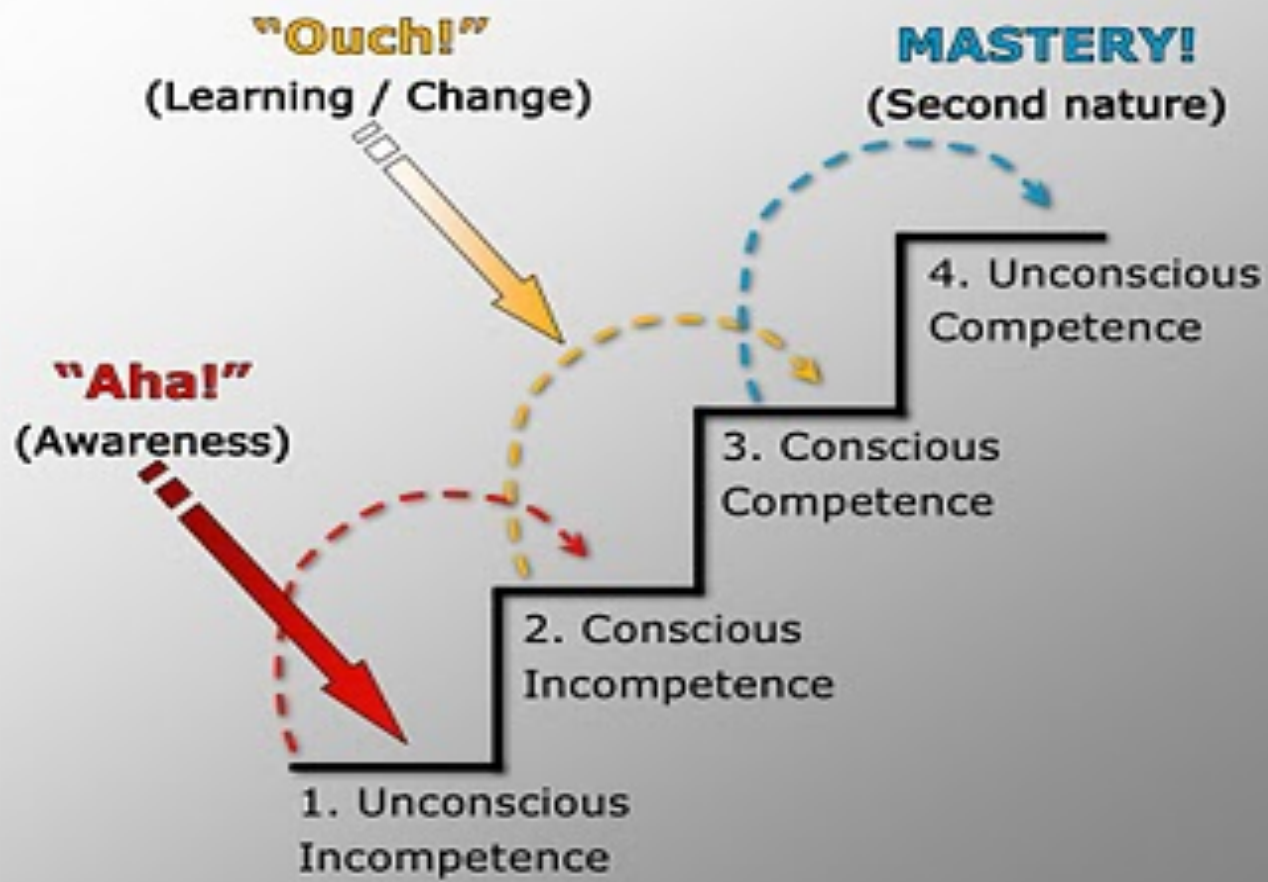 “Ouch!”
(Learning / Change)
MASTERY!
(Second nature)
“Aha!”
(Awareness)
4. Unconscious
Competence
3. Conscious
Competence
2. Conscious
Incompetence
1. Unconscious
Incompetence